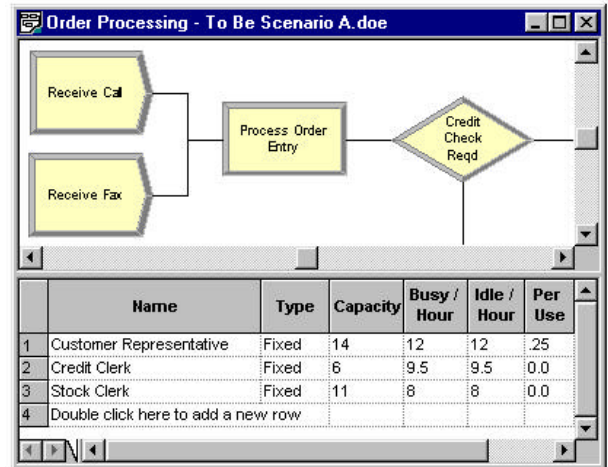 Order Processing - To Be Scenario A.doe
Receive Call
Process Order
Entry
Credit
Check
Reqd
Receive Fax
Name Type Capacity Busy / Hour Idle / Hour Per Use
1 Customer Representative Fixed 14 12 12 .25
2 Credit Clerk Fixed 6 9.5 9.5 0.0
3 Stock Clerk Fixed 11 8 8 0.0
4 Double click here to add a new row